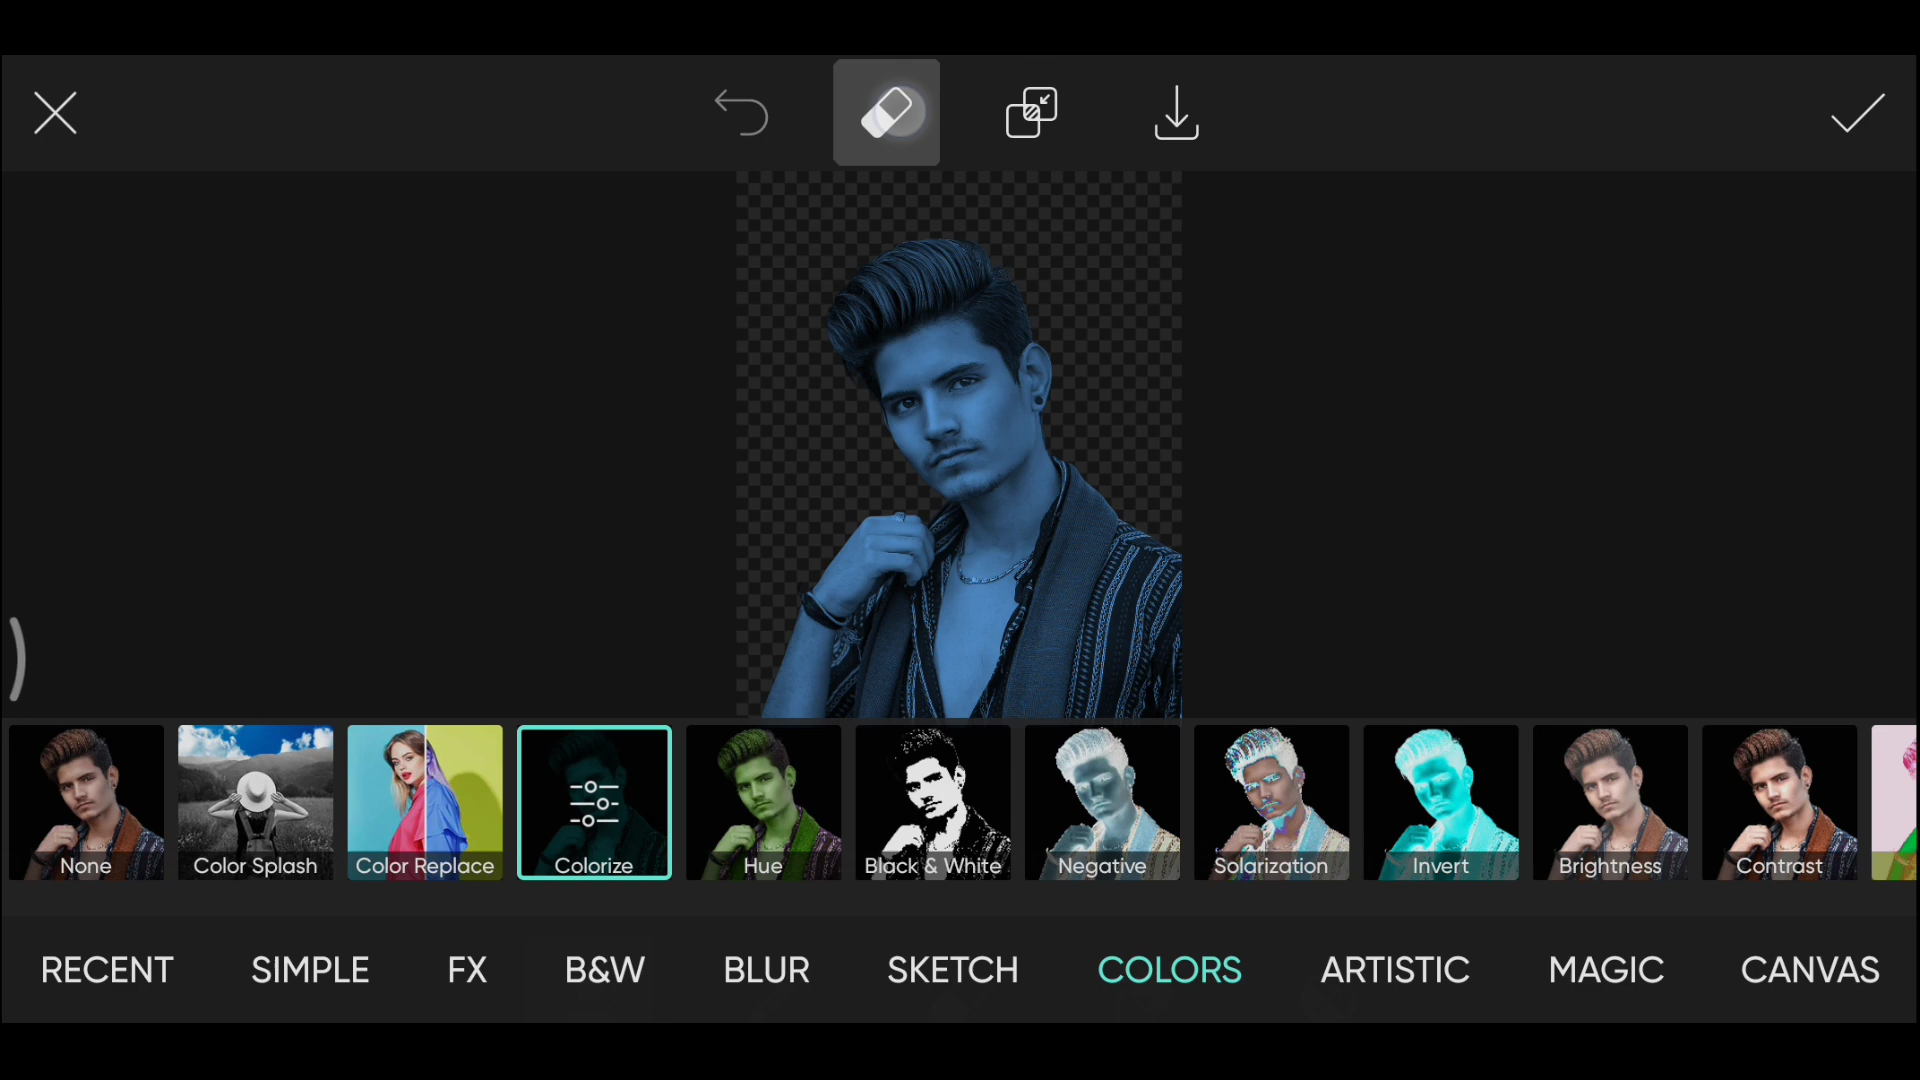 None
Color Splash
Color Replace
Colorize
Hue
Black & White
Negative
Solarization
Invert
Brightness
Contrast
RECENT
SIMPLE
FX
B&W
BLUR
SKETCH
COLORS
ARTISTIC
MAGIC
CANVAS